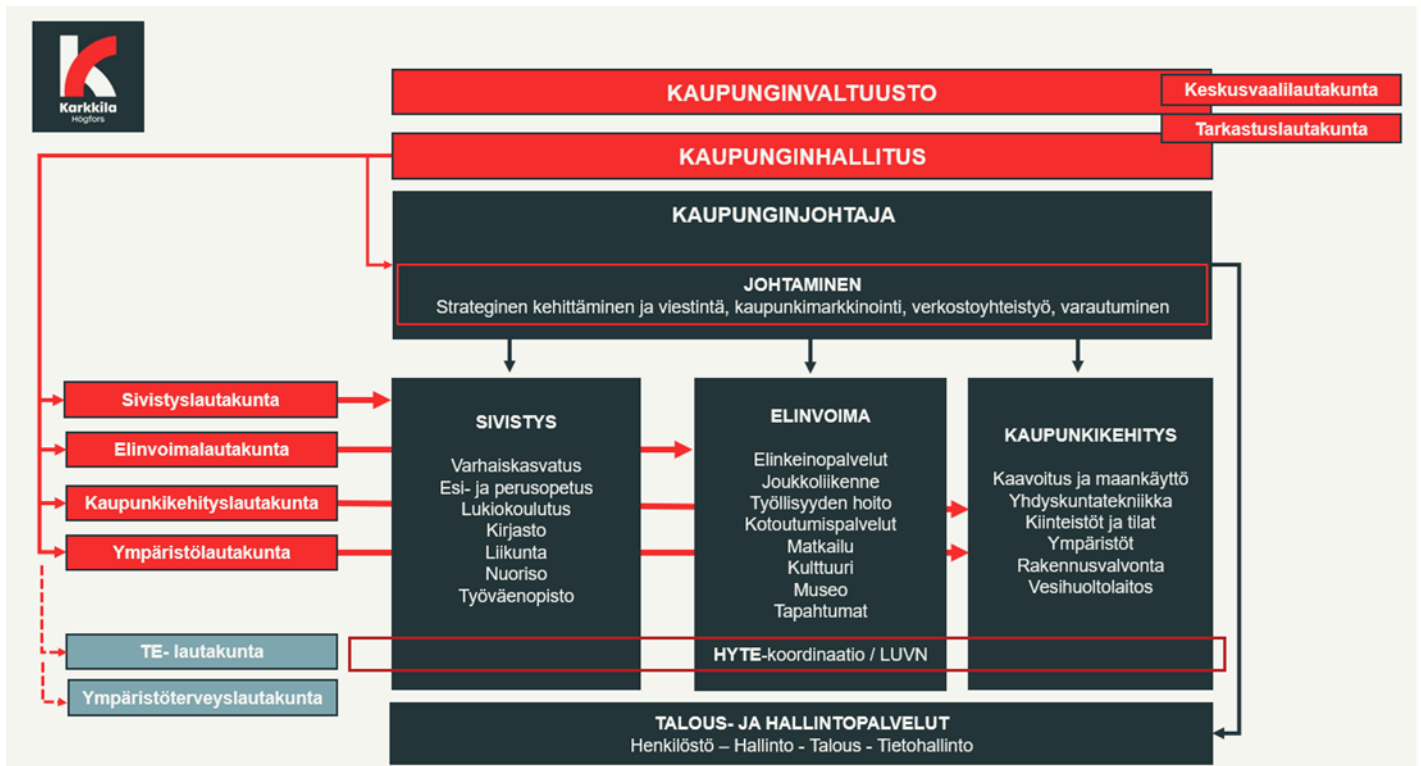 Karkkila
Högfors
KAUPUNGINVALTUUSTO
Keskusvaalilautakunta
Tarkastuslautakunta
KAUPUNGINHALLITUS
KAUPUNGINJOHTAJA
JOHTAMINEN
Strateginen kehittäminen ja viestintä, kaupunkimarkkinointi, verkostoyhteistyö, varautuminen
Sivistyslautakunta
Elinvoimalautakunta
Kaupunkikehityslautakunta
Ympäristölautakunta
TE- lautakunta
Ympäristöterveyslautakunta
SIVISTYS
Varhaiskasvatus
Esi- ja perusopetus
Lukiokoulutus
Kirjasto
Liikunta
Nuoriso
Työväenopisto
ELINVOIMA
Elinkeinopalvelut
Joukkoliikenne
Työllisyyden hoito
Kotoutumispalvelut
Matkailu
Kulttuuri
Museo
Tapahtumat
KAUPUNKIKEHITYS
Kaavoitus ja maankäyttö
Yhdyskuntatekniikka
Kiinteistöt ja tilat
Ympäristöt
Rakennusvalvonta
Vesihuoltolaitos
HYTE-koordinaatio / LUVN
TALOUS- JA HALLINTOPALVELUT
Henkilöstö – Hallinto - Talous - Tietohallinto